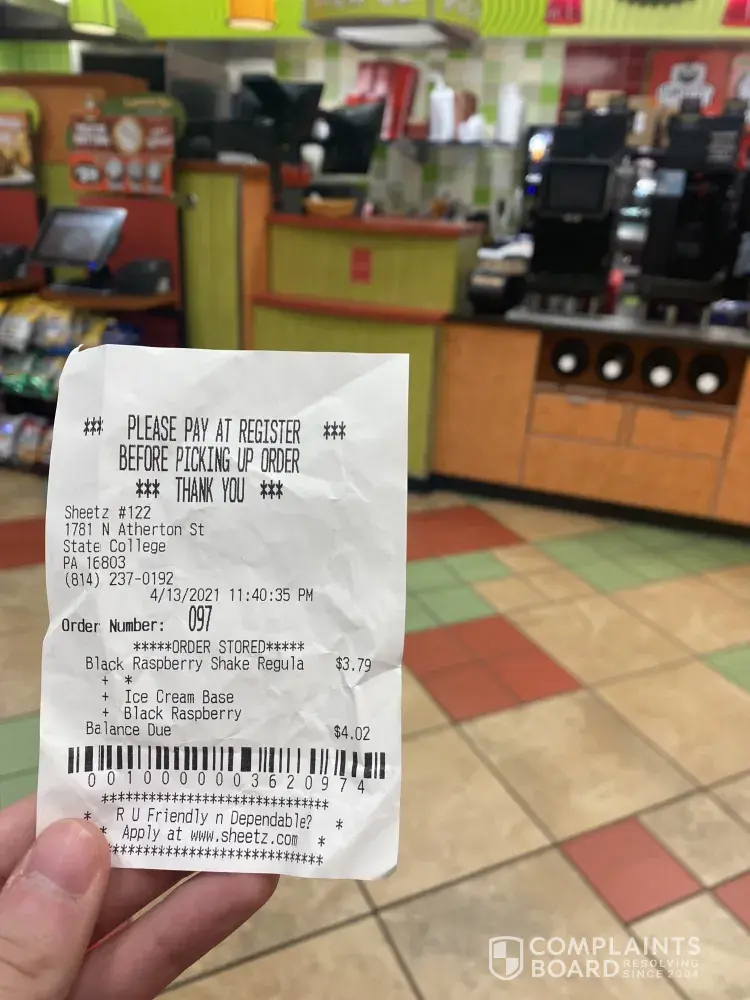 *** PLEASE PAY AT REGISTER ***
BEFORE PICKING UP ORDER
*** THANK YOU ***
Sheetz #122
1781 N Atherton St
State College
PA 16803
(814) 237-0192
4/13/2021 11:40:35 PM
Order Number: 097
*****ORDER STORED*****
Black Raspberry Shake Regula $3.79
+ *
+ Ice Cream Base
+ Black Raspberry
Balance Due $4.02
0010000003620974
******************************
* R U Friendly n Dependable? *
* Apply at www.sheetz.com *
******************************
COMPLAINTS
BOARD RESOLVING
SINCE 2004